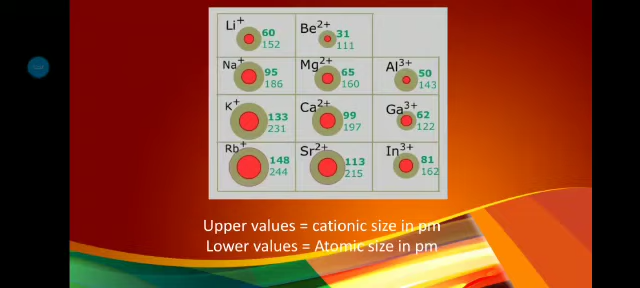 Li+ 60 152 Be2+ 31 111
Na+ 95 186 Mg2+ 65 160 Al3+ 50 143
K+ 133 231 Ca2+ 99 197 Ga3+ 62 122
Rb+ 148 244 Sr2+ 113 215 In3+ 81 162
Upper values = cationic size in pm
Lower values = Atomic size in pm